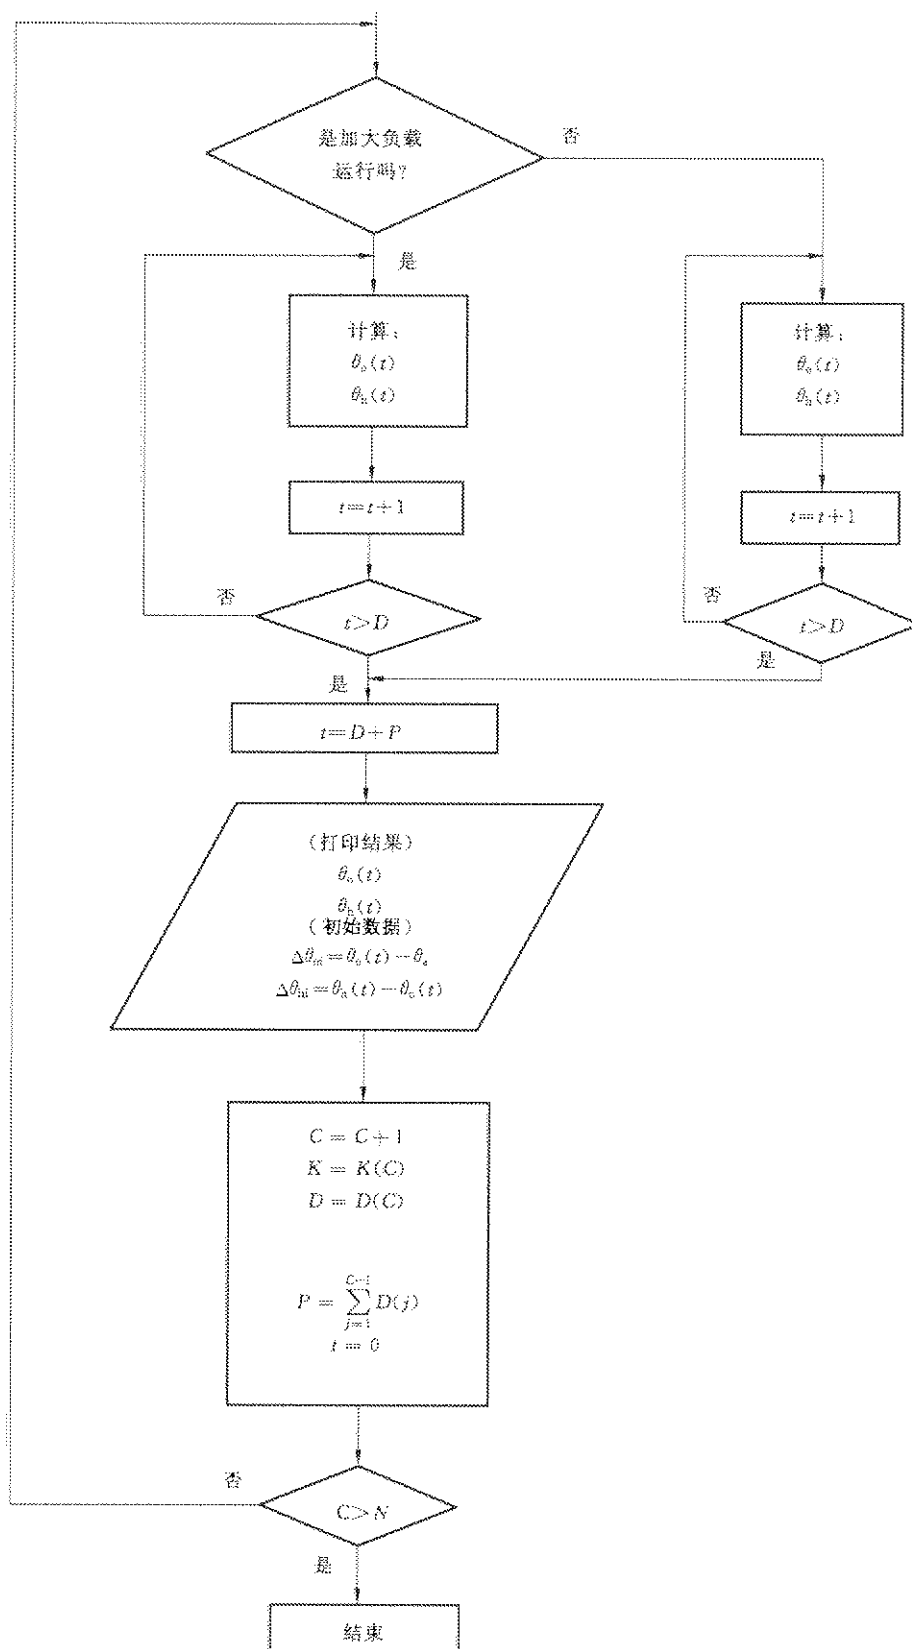 是加大负载
运行吗?
否
是
计算:
θₒ(t)
θₕ(t)
计算:
θₒ(t)
θₕ(t)
t=t+1
t=t+1
否
t>D
否
t>D
是
是
t=D+P
(打印结果)
θₒ(t)
θₕ(t)
(初始数据)
Δθₒᵢ=θₒ(t)-θₐ
Δθₕᵢ=θₕ(t)-θₒ(t)
C = C+1
K = K(C)
D = D(C)
P = ∑_{j=1}^{C-1} D(j)
t = 0
否
C>N
是
结束